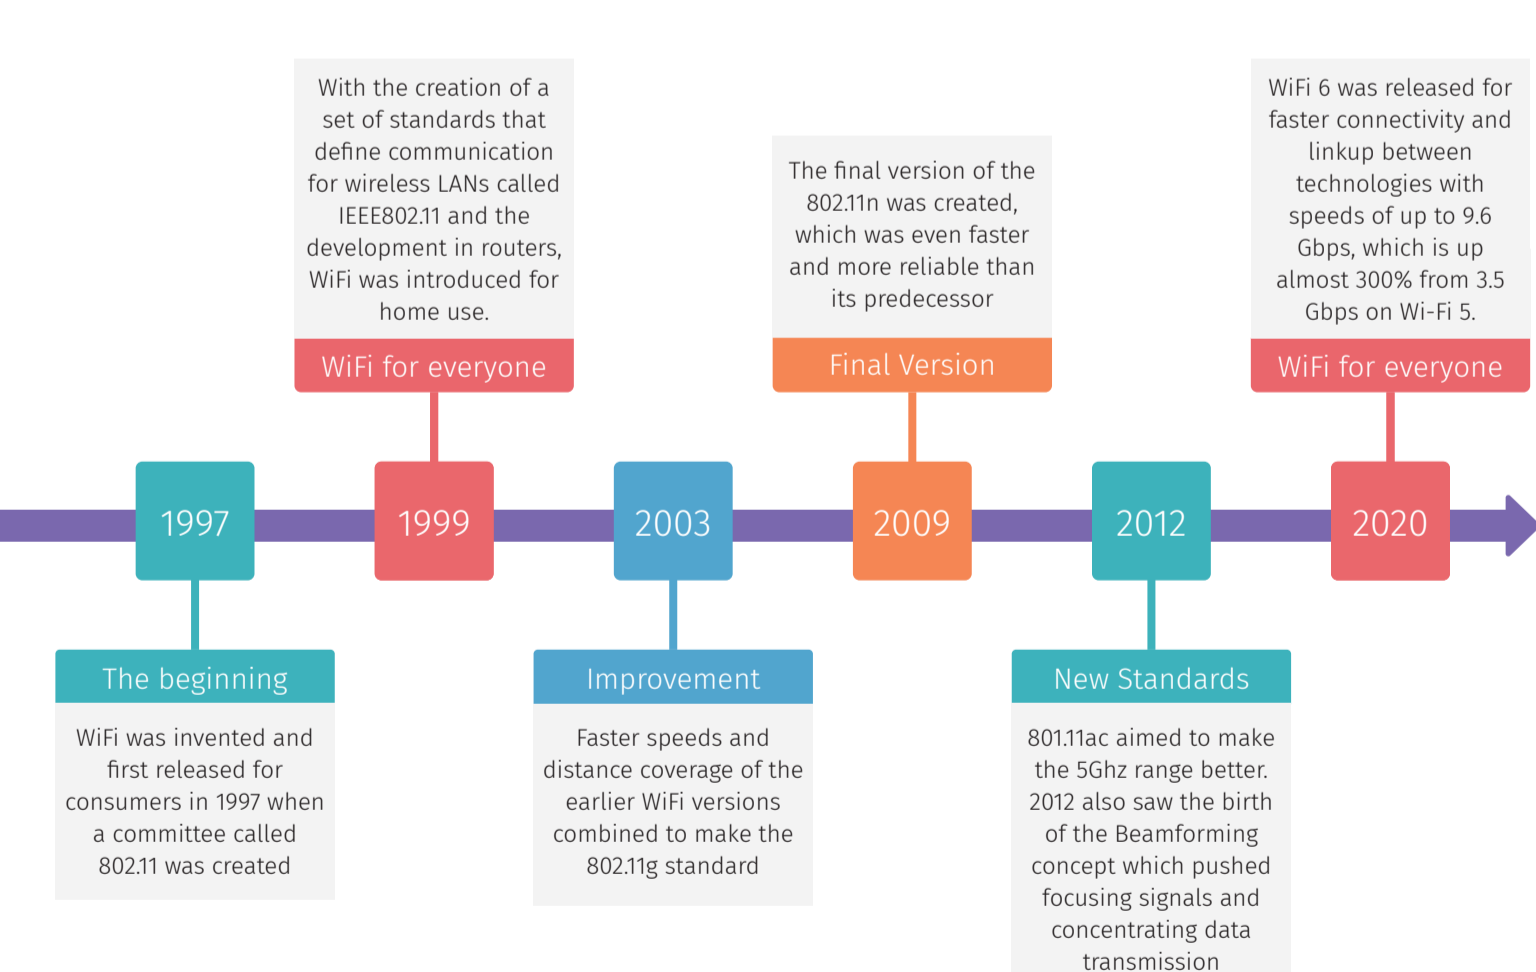 With the creation of a
set of standards that
define communication
for wireless LANs called
IEEE802.11 and the
development in routers,
WiFi was introduced for
home use.
WiFi for everyone
The final version of the
802.11n was created,
which was even faster
and more reliable than
its predecessor
Final Version
WiFi 6 was released for
faster connectivity and
linkup between
technologies with
speeds of up to 9.6
Gbps, which is up
almost 300% from 3.5
Gbps on Wi-Fi 5.
WiFi for everyone
1997
1999
2003
2009
2012
2020
The beginning
WiFi was invented and
first released for
consumers in 1997 when
a committee called
802.11 was created
Improvement
Faster speeds and
distance coverage of the
earlier WiFi versions
combined to make the
802.11g standard
New Standards
801.11ac aimed to make
the 5Ghz range better.
2012 also saw the birth
of the Beamforming
concept which pushed
focusing signals and
concentrating data
transmission